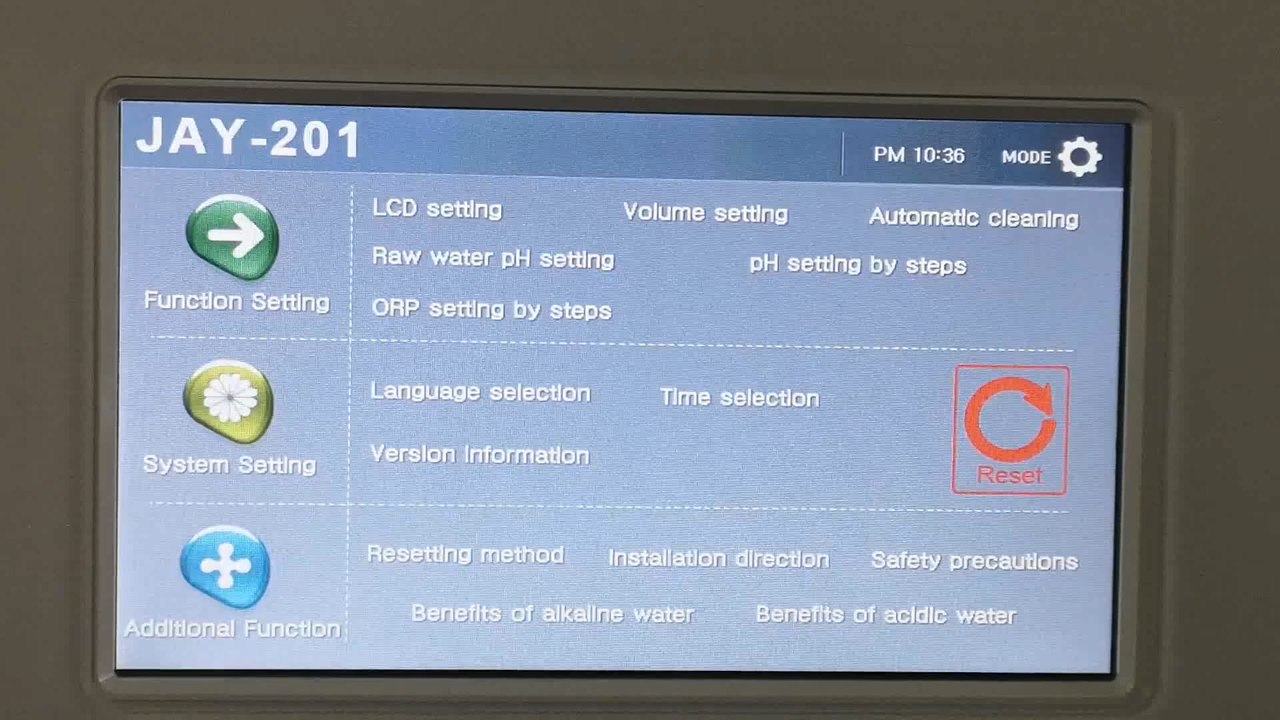 JAY-201
PM 10:36 MODE
LCD setting Volume setting Automatic cleaning
Raw water pH setting pH setting by steps
Function Setting
ORP setting by steps
Language selection Time selection
Version information
System Setting
Reset
Resetting method Installation direction Safety precautions
Benefits of alkaline water Benefits of acidic water
Additional Function